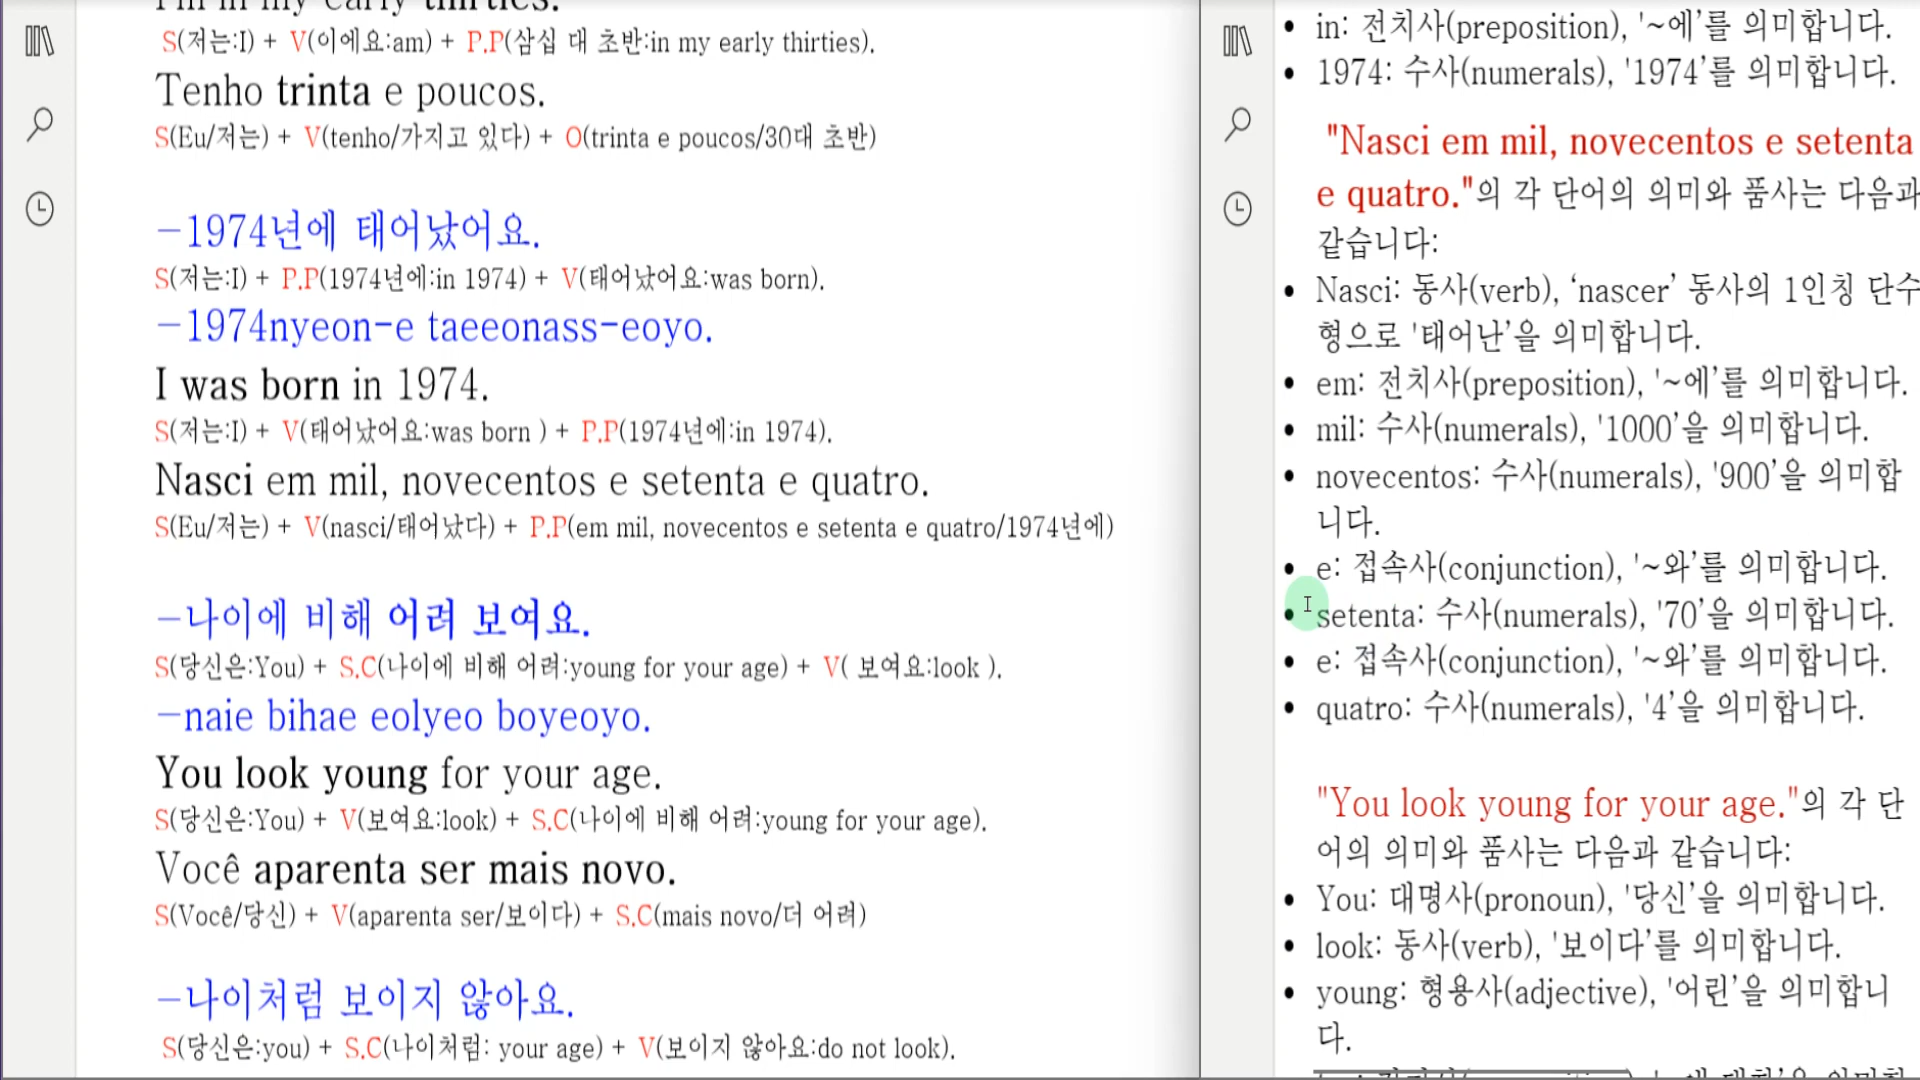 I'm in my early thirties.
S(저는:I) + V(이에요:am) + P.P(삼십 대 초반:in my early thirties).
Tenho trinta e poucos.
S(Eu/저는) + V(tenho/가지고 있다) + O(trinta e poucos/30대 초반)
–1974년에 태어났어요.
S(저는:I) + P.P(1974년에:in 1974) + V(태어났어요:was born).
–1974nyeon-e taeeonass-eoyo.
I was born in 1974.
S(저는:I) + V(태어났어요:was born ) + P.P(1974년에:in 1974).
Nasci em mil, novecentos e setenta e quatro.
S(Eu/저는) + V(nasci/태어났다) + P.P(em mil, novecentos e setenta e quatro/1974년에)
–나이에 비해 어려 보여요.
S(당신은:You) + S.C(나이에 비해 어려:young for your age) + V( 보여요:look ).
–naie bihae eolyeo boyeoyo.
You look young for your age.
S(당신은:You) + V(보여요:look) + S.C(나이에 비해 어려:young for your age).
Você aparenta ser mais novo.
S(Você/당신) + V(aparenta ser/보이다) + S.C(mais novo/더 어려)
–나이처럼 보이지 않아요.
S(당신은:you) + S.C(나이처럼: your age) + V(보이지 않아요:do not look).
• in: 전치사(preposition), '~에’를 의미합니다.
• 1974: 수사(numerals), '1974’를 의미합니다.
"Nasci em mil, novecentos e setenta
e quatro."의 각 단어의 의미와 품사는 다음과
같습니다:
• Nasci: 동사(verb), ‘nascer’ 동사의 1인칭 단수
형으로 '태어난’을 의미합니다.
• em: 전치사(preposition), '~에’를 의미합니다.
• mil: 수사(numerals), '1000’을 의미합니다.
• novecentos: 수사(numerals), '900’을 의미합
니다.
• e: 접속사(conjunction), '~와’를 의미합니다.
• setenta: 수사(numerals), '70’을 의미합니다.
• e: 접속사(conjunction), '~와’를 의미합니다.
• quatro: 수사(numerals), '4’을 의미합니다.
"You look young for your age."의 각 단
어의 의미와 품사는 다음과 같습니다:
• You: 대명사(pronoun), '당신’을 의미합니다.
• look: 동사(verb), '보이다’를 의미합니다.
• young: 형용사(adjective), '어린’을 의미합니
다.